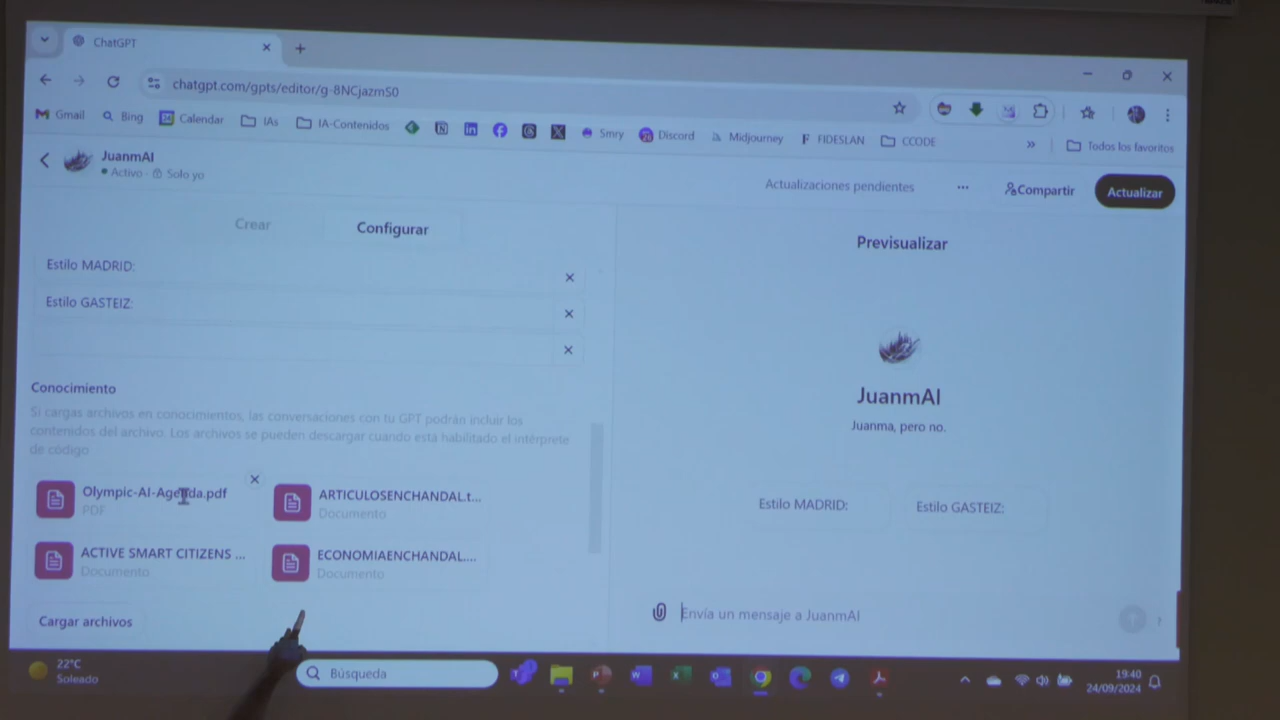 ChatGPT
chatgpt.com/gpts/editor/g-8NCjazmS0
Gmail Bing Calendar IAs IA-Contenidos Smry Discord Midjourney FIDESLAN CCODE » Todos los favoritos
JuanmAI
Activo · Solo yo
Actualizaciones pendientes ... Compartir Actualizar
Crear Configurar
Previsualizar
Estilo MADRID:
Estilo GASTEIZ:
Conocimiento
Si cargas archivos en conocimientos, las conversaciones con tu GPT podrán incluir los
contenidos del archivo. Los archivos se pueden descargar cuando está habilitado el intérprete
de código
Olympic-AI-Agenda.pdf
PDF
ARTICULOSENCHANDAL.t...
Documento
ACTIVE SMART CITIZENS ...
Documento
ECONOMIAENCHANDAL....
Documento
Cargar archivos
JuanmAI
Juanma, pero no.
Estilo MADRID: Estilo GASTEIZ:
Envía un mensaje a JuanmAI
22°C
Soleado
Búsqueda
19:40
24/09/2024